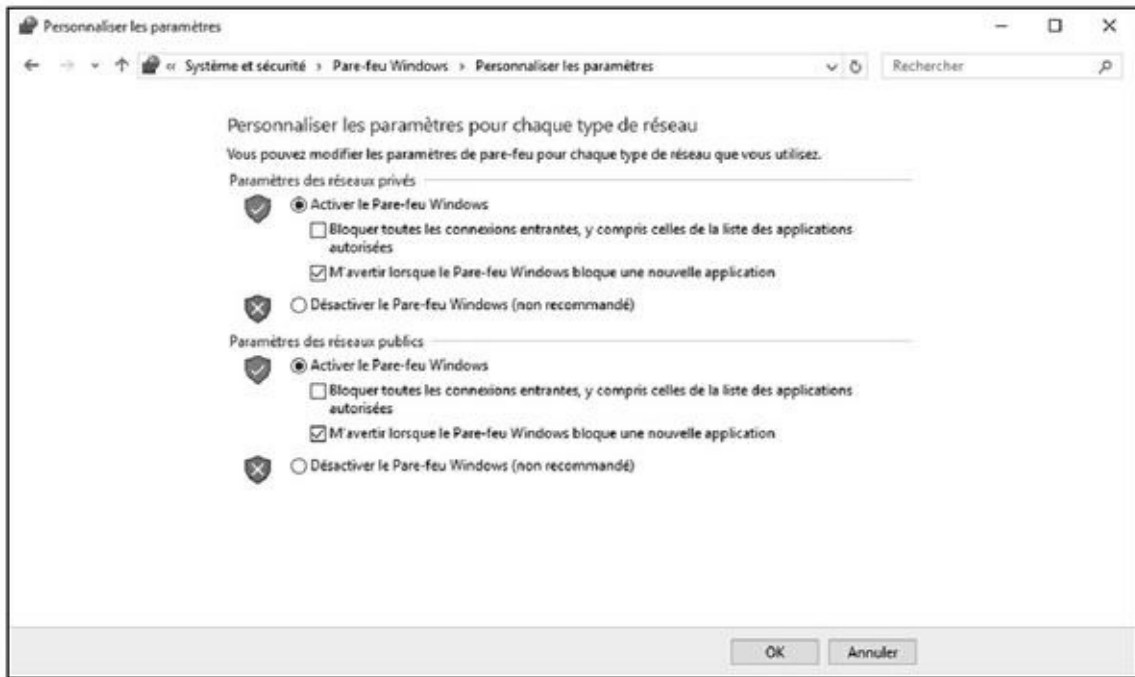 Personnaliser les paramètres
« Système et sécurité › Pare-feu Windows › Personnaliser les paramètres
Rechercher
Personnaliser les paramètres pour chaque type de réseau
Vous pouvez modifier les paramètres de pare-feu pour chaque type de réseau que vous utilisez.
Paramètres des réseaux privés
Activer le Pare-feu Windows
Bloquer toutes les connexions entrantes, y compris celles de la liste des applications
autorisées
M'avertir lorsque le Pare-feu Windows bloque une nouvelle application
Désactiver le Pare-feu Windows (non recommandé)
Paramètres des réseaux publics
Activer le Pare-feu Windows
Bloquer toutes les connexions entrantes, y compris celles de la liste des applications
autorisées
M'avertir lorsque le Pare-feu Windows bloque une nouvelle application
Désactiver le Pare-feu Windows (non recommandé)
OK Annuler